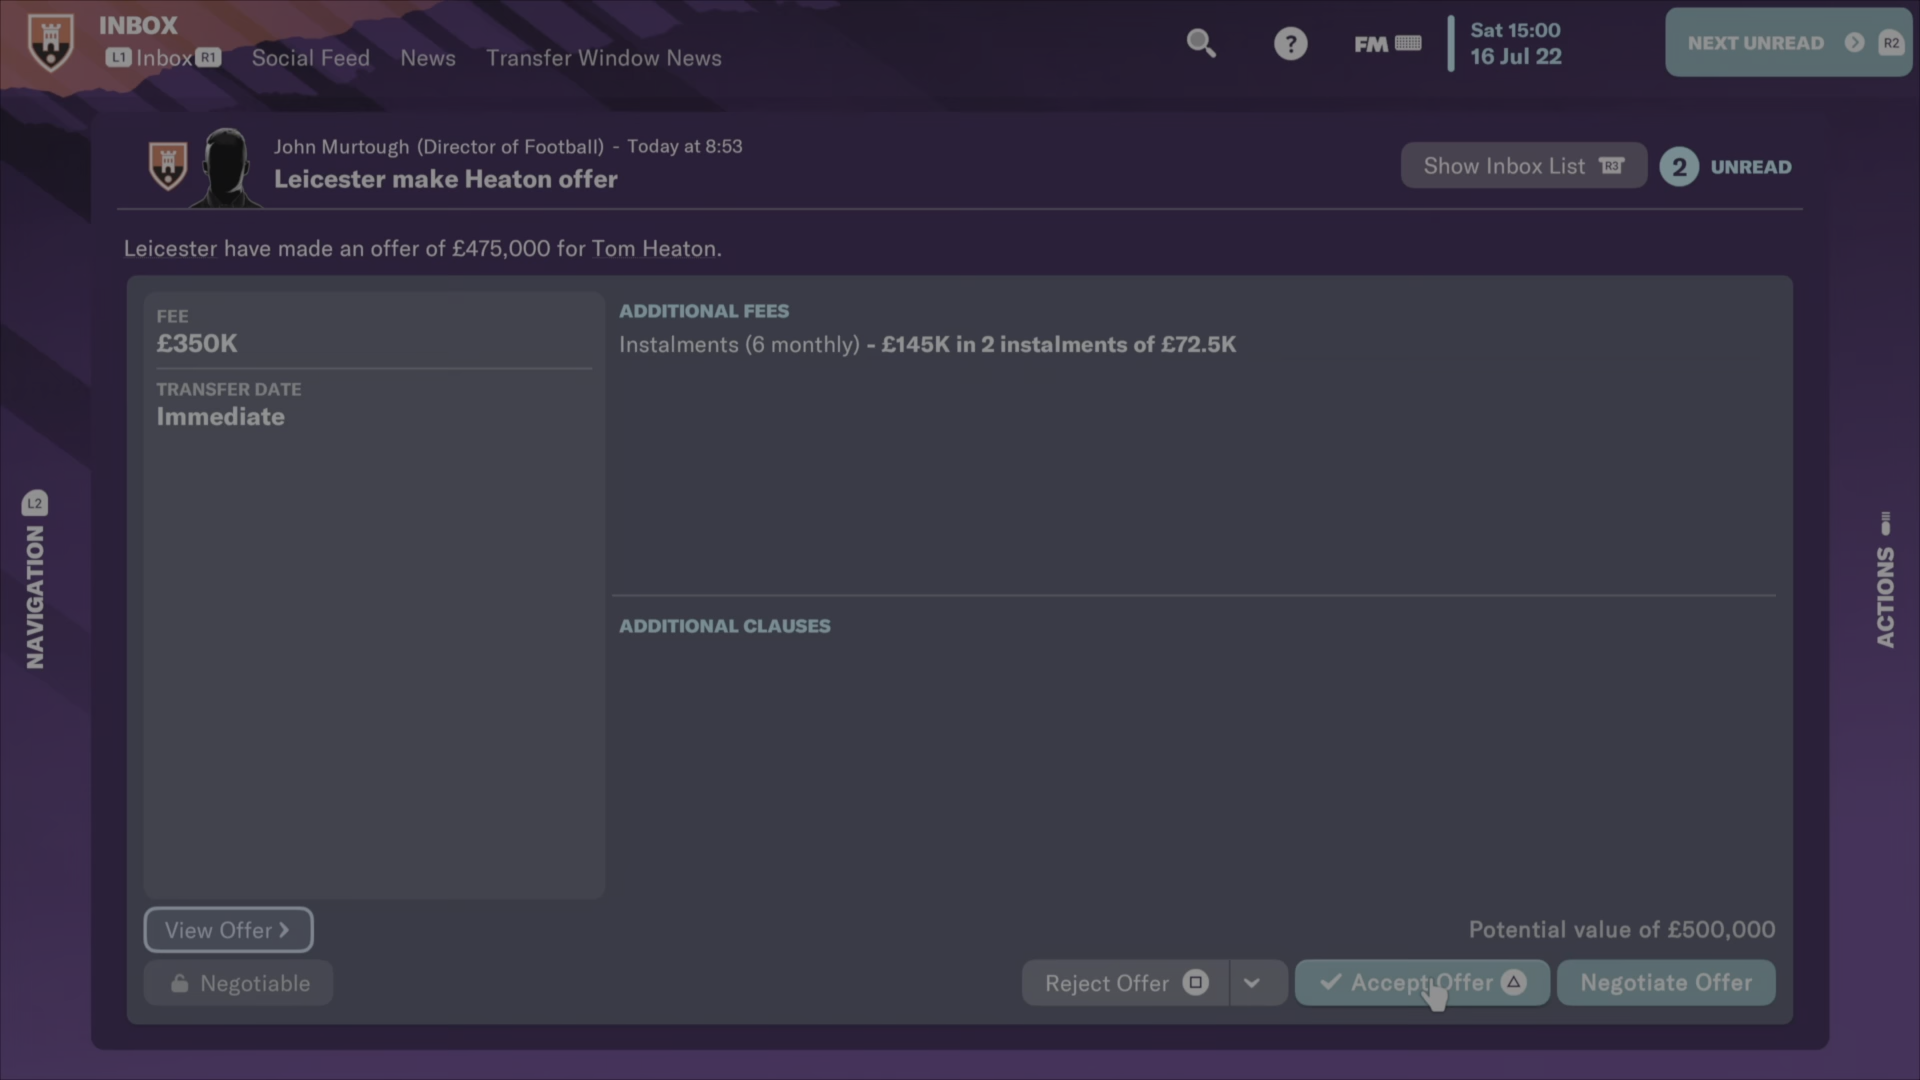 INBOX
L1 Inbox R1 Social Feed News Transfer Window News
?
FM
Sat 15:00
16 Jul 22
NEXT UNREAD R2
John Murtough (Director of Football) - Today at 8:53
Leicester make Heaton offer
Show Inbox List R3
2 UNREAD
Leicester have made an offer of £475,000 for Tom Heaton.
FEE
£350K
TRANSFER DATE
Immediate
ADDITIONAL FEES
Instalments (6 monthly) - £145K in 2 instalments of £72.5K
ADDITIONAL CLAUSES
NAVIGATION L2
ACTIONS
View Offer
Potential value of £500,000
Negotiable
Reject Offer
Accept Offer
Negotiate Offer